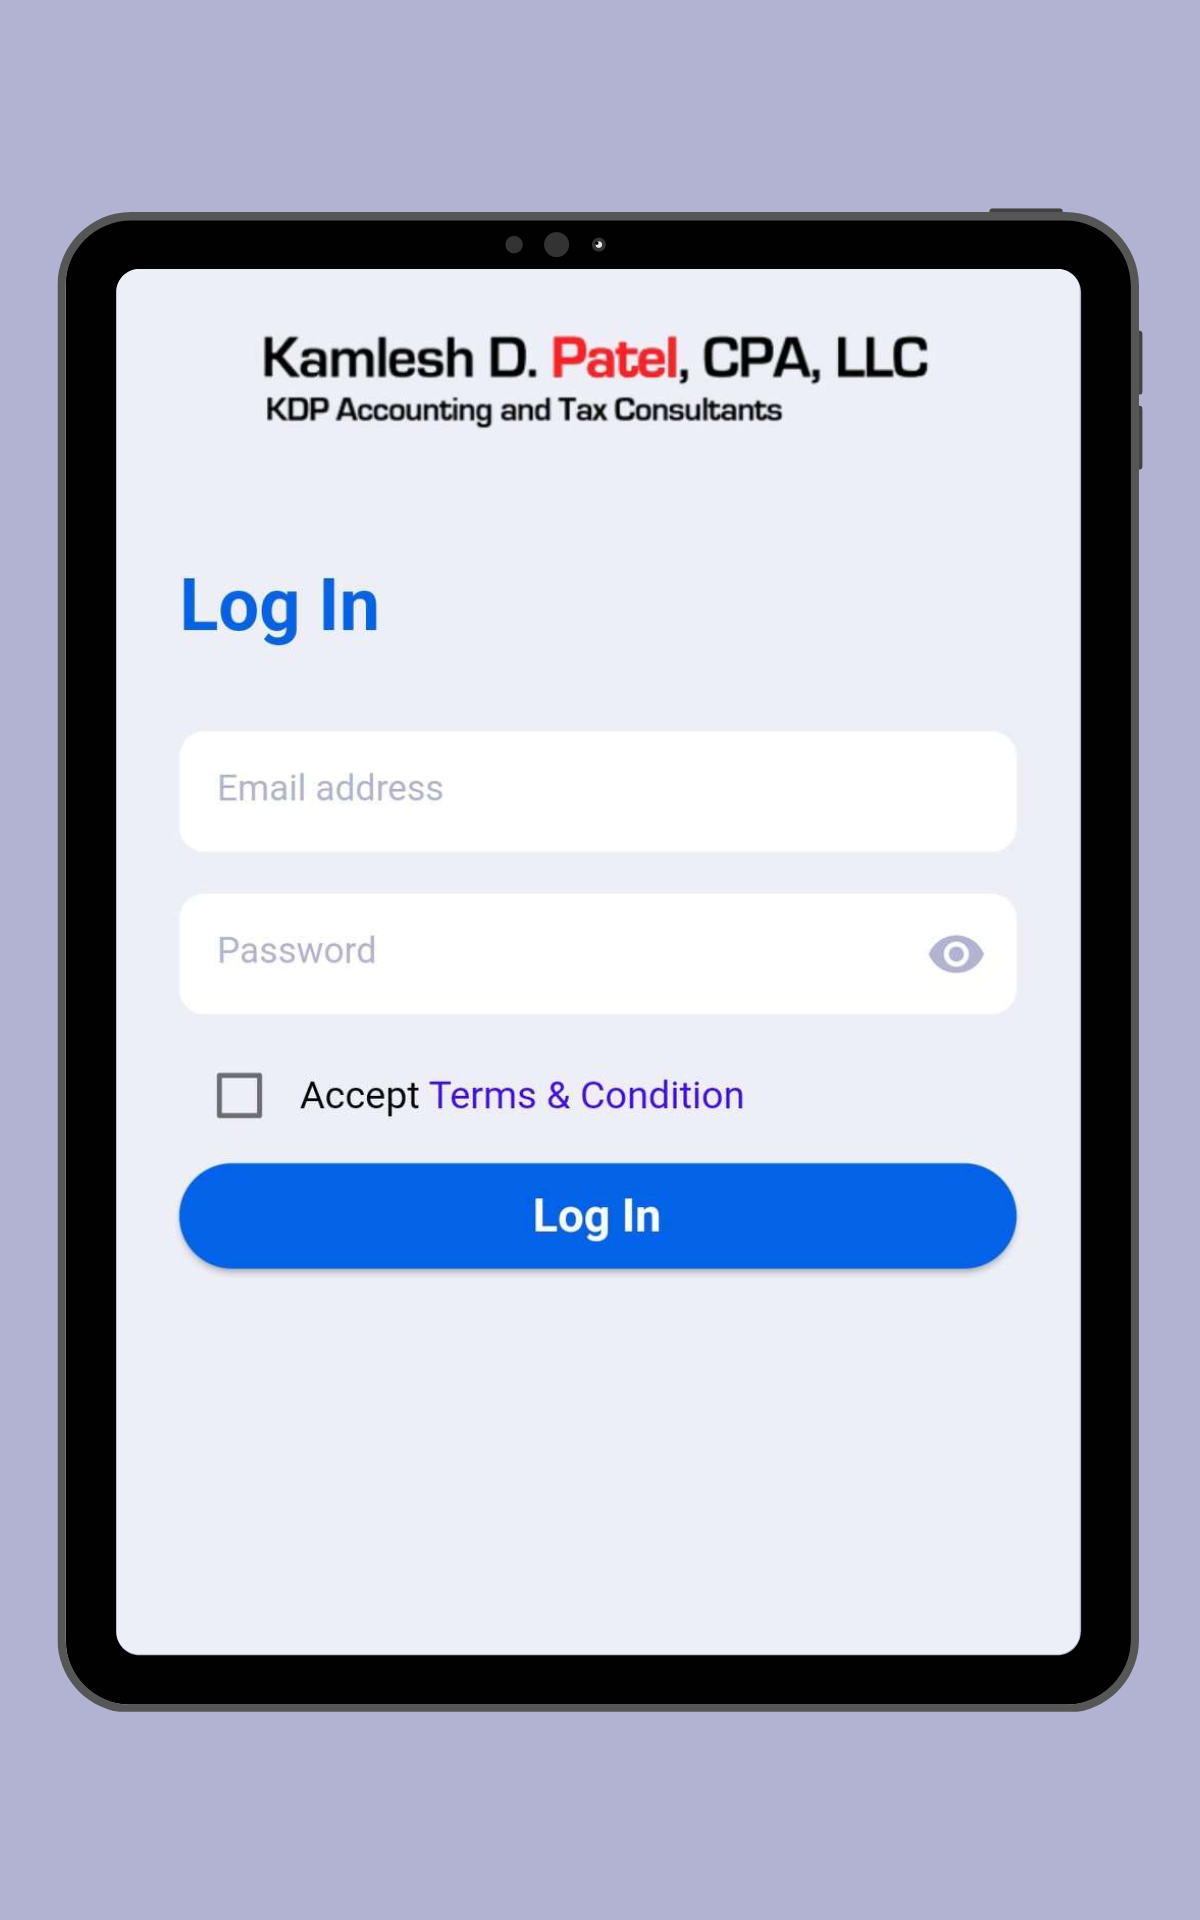 Kamlesh D. Patel, CPA, LLC
KDP Accounting and Tax Consultants
Log In
Email address
Password
Accept Terms & Condition
Log In